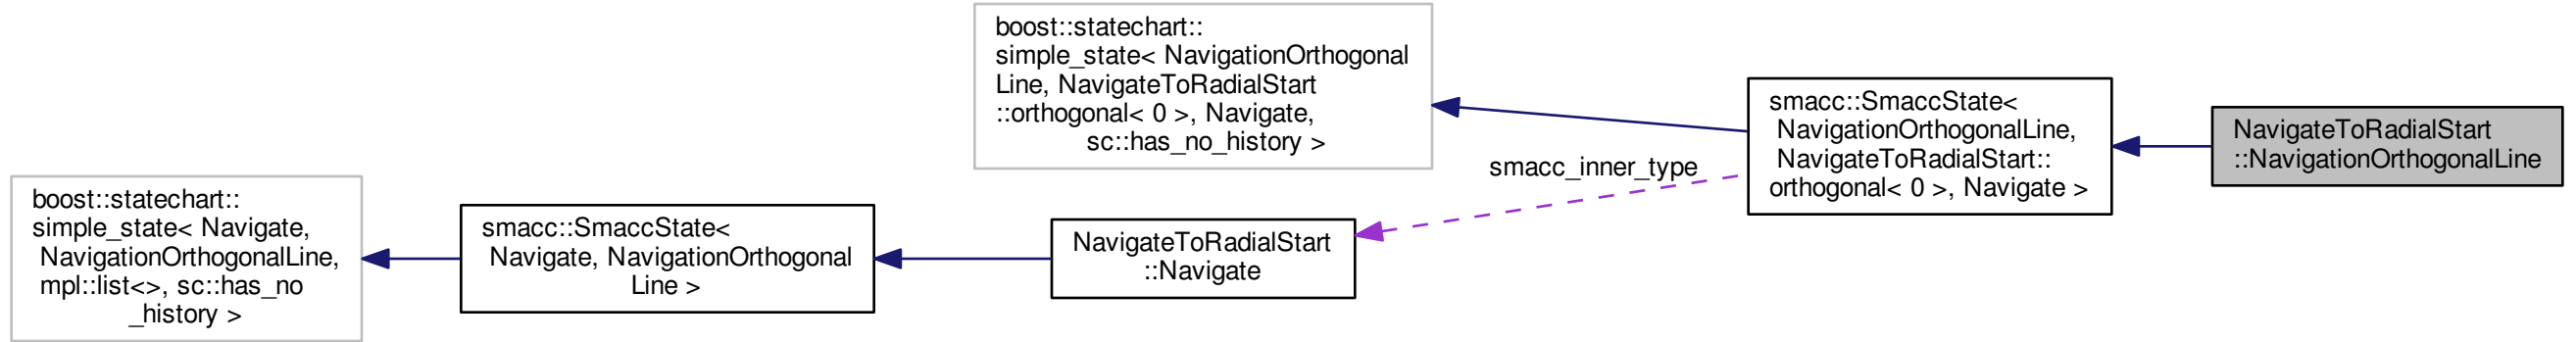 boost::statechart::
simple_state< NavigationOrthogonal
Line, NavigateToRadialStart
::orthogonal< 0 >, Navigate,
sc::has_no_history >
smacc::SmaccState<
NavigationOrthogonalLine,
NavigateToRadialStart::
orthogonal< 0 >, Navigate >
NavigateToRadialStart
::NavigationOrthogonalLine
smacc_inner_type
boost::statechart::
simple_state< Navigate,
NavigationOrthogonalLine,
mpl::list<>, sc::has_no
_history >
smacc::SmaccState<
Navigate, NavigationOrthogonal
Line >
NavigateToRadialStart
::Navigate